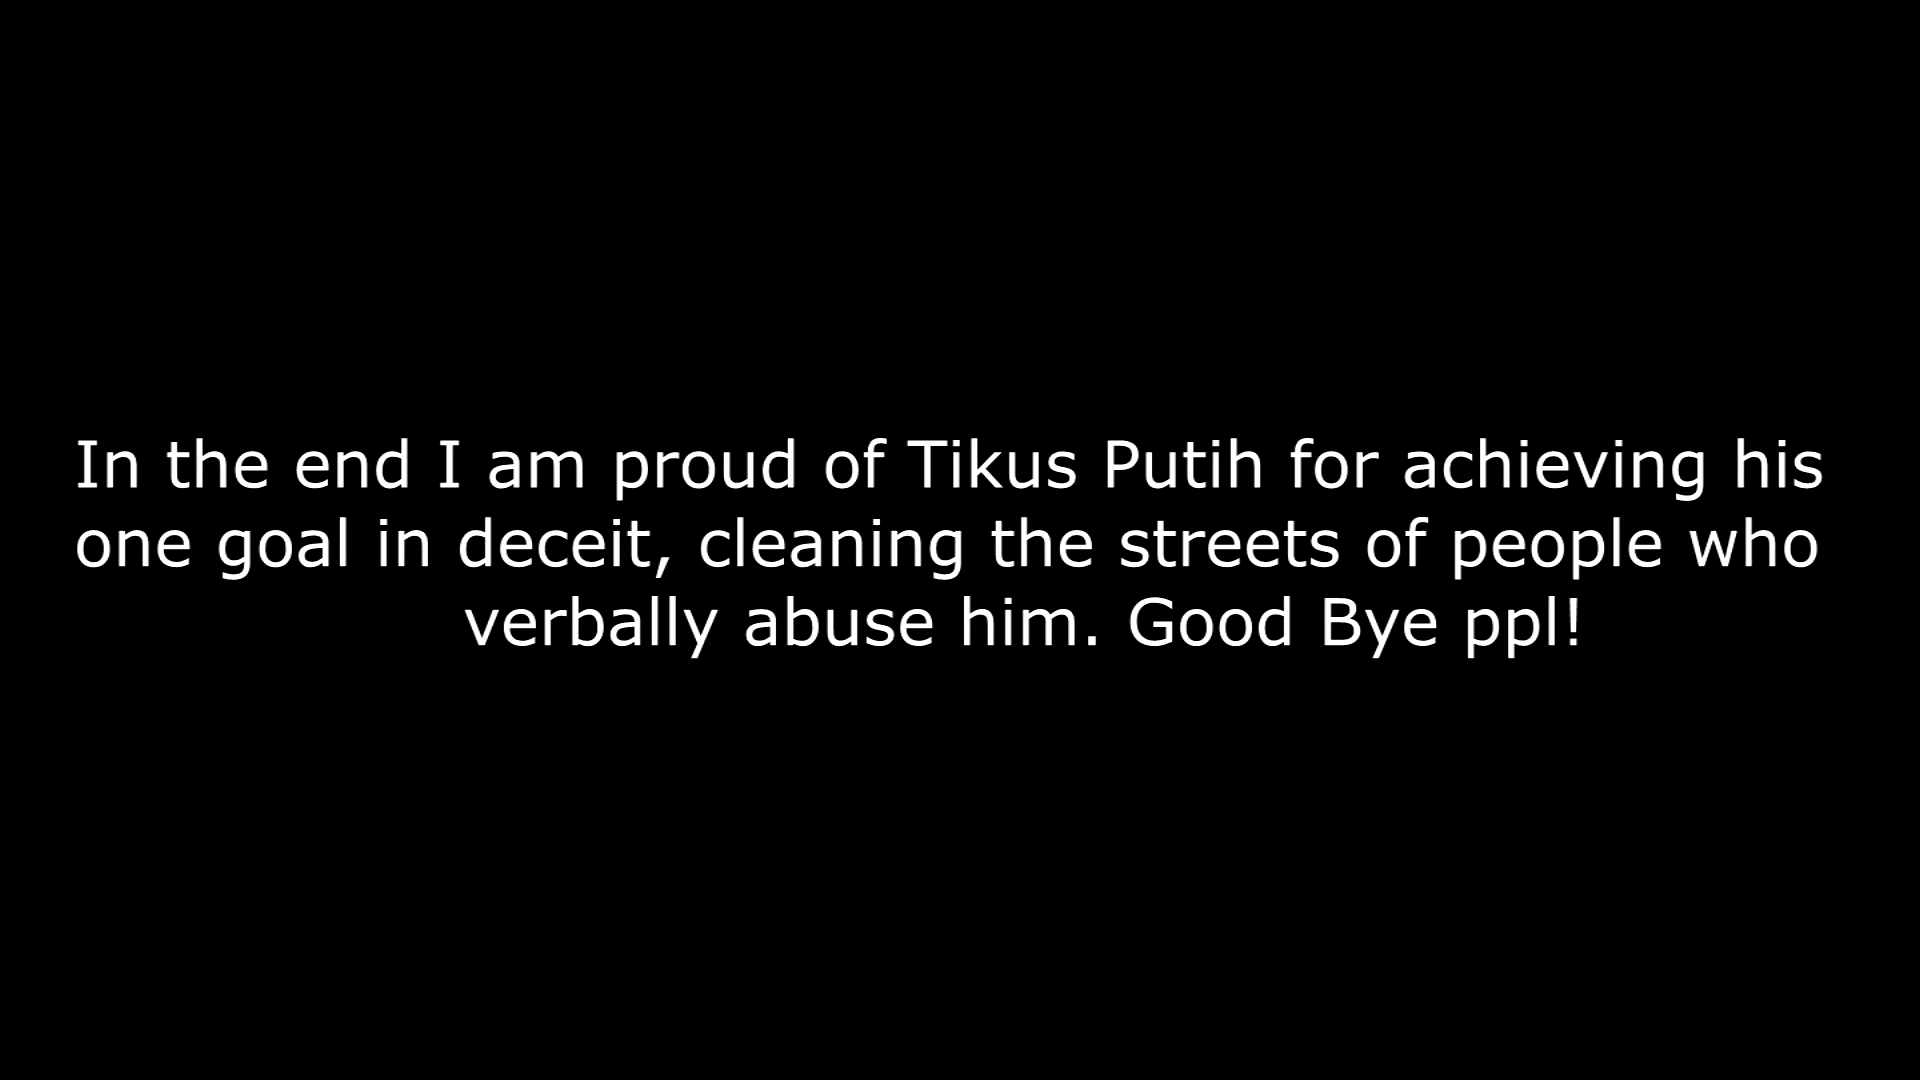 In the end I am proud of Tikus Putih for achieving his
one goal in deceit, cleaning the streets of people who
verbally abuse him. Good Bye ppl!